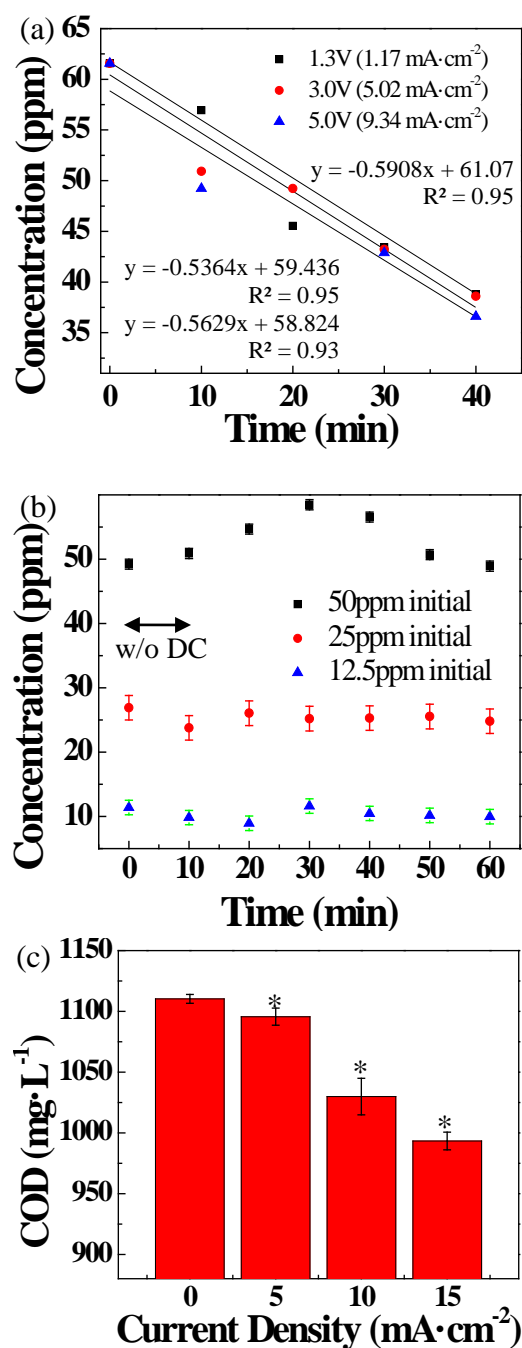 (a)
65
60
55
50
45
40
35
Concentration (ppm)
1.3V (1.17 mA·cm⁻²)
3.0V (5.02 mA·cm⁻²)
5.0V (9.34 mA·cm⁻²)
y = -0.5908x + 61.07
R² = 0.95
y = -0.5364x + 59.436
R² = 0.95
y = -0.5629x + 58.824
R² = 0.93
0 10 20 30 40
Time (min)
(b)
50
40
30
20
10
Concentration (ppm)
50ppm initial
w/o DC
25ppm initial
12.5ppm initial
0 10 20 30 40 50 60
Time (min)
(c)
1150
1100
1050
1000
950
900
COD (mg·L⁻¹)
* * *
0 5 10 15
Current Density (mA·cm⁻²)